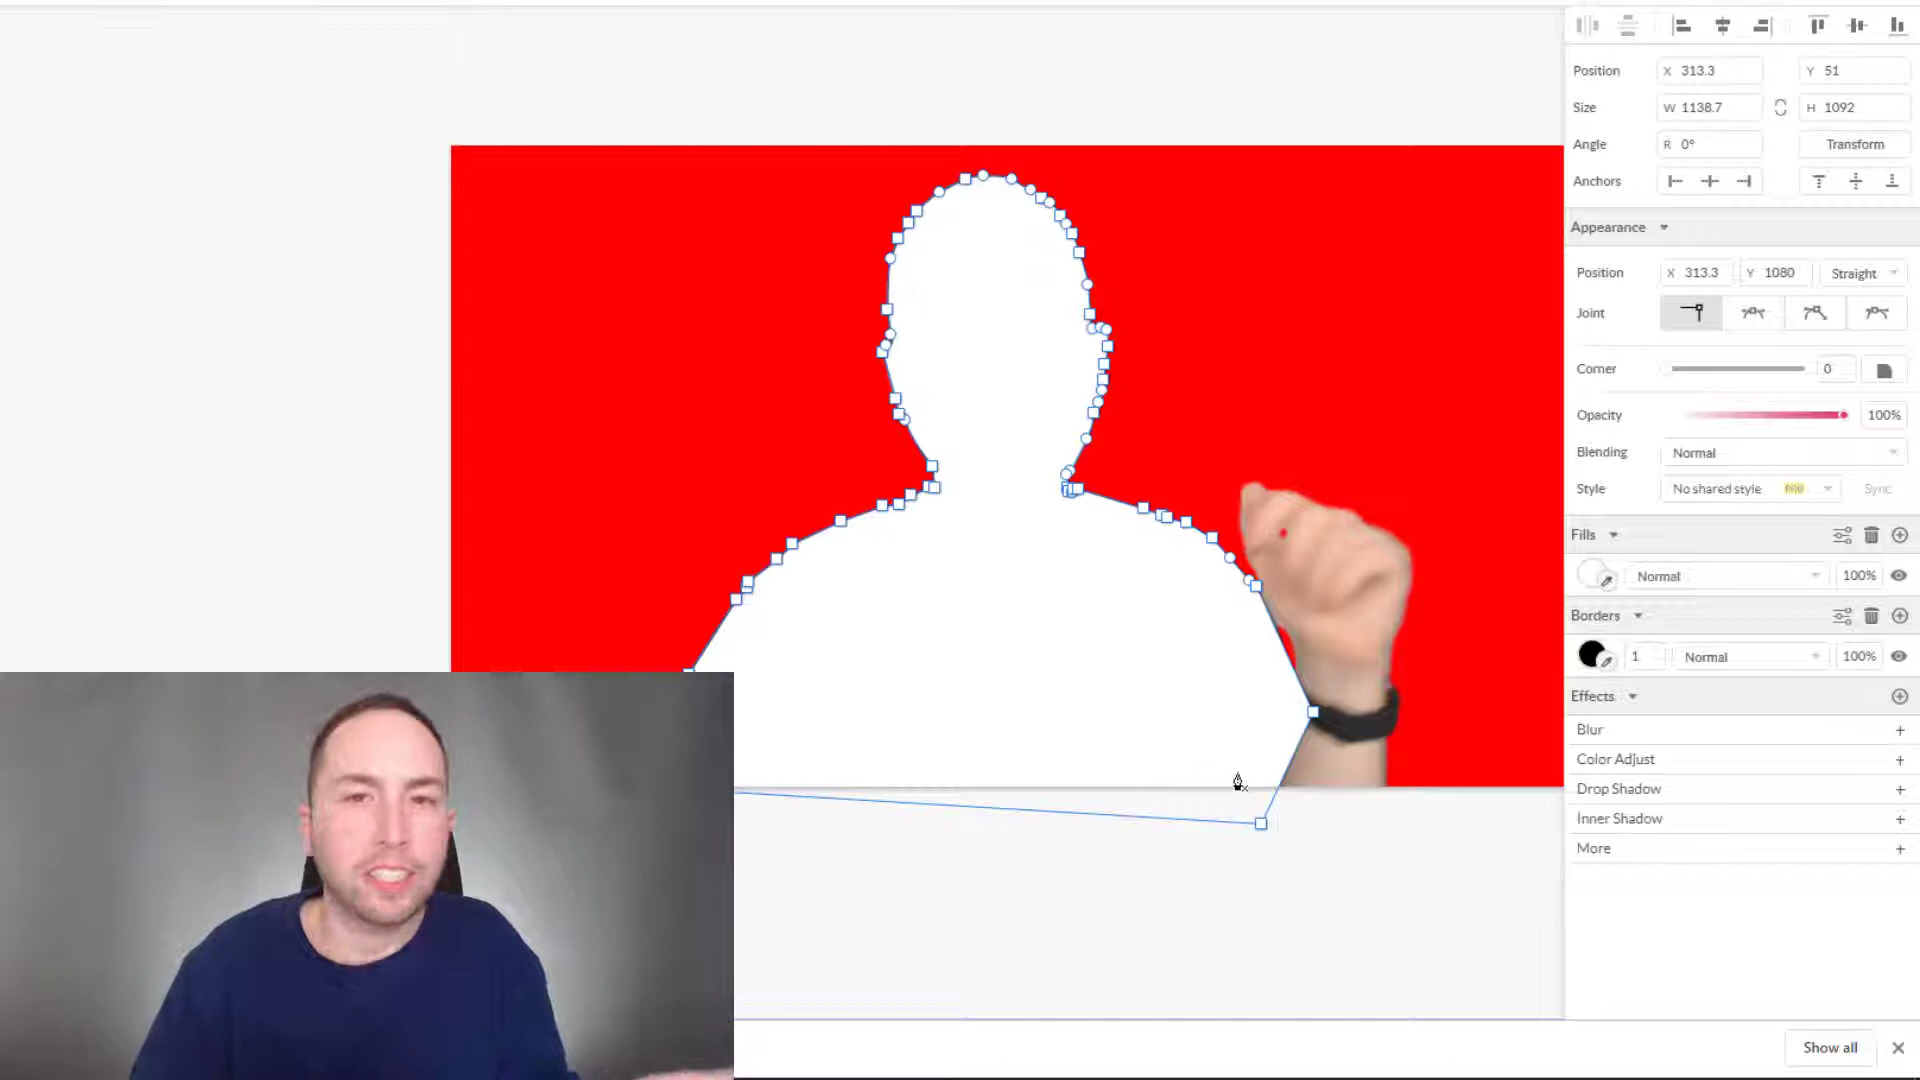 Position X 313.3 Y 51
Size W 1138.7 H 1092
Angle R 0° Transform
Anchors
Appearance
Position X 313.3 Y 1080 Straight
Joint
Corner 0
Opacity 100%
Blending Normal
Style No shared style PRO Sync
Fills
Normal 100%
Borders
1 Normal 100%
Effects
Blur +
Color Adjust +
Drop Shadow +
Inner Shadow +
More +
Show all